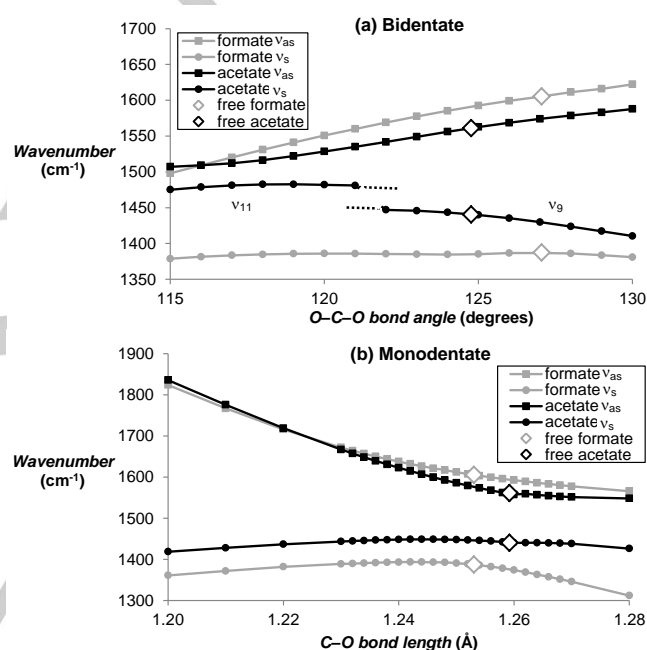 (a) Bidentate
1700
1650
1600
1550
1500
1450
1400
1350
Wavenumber
(cm-1)
formate νas
formate νs
acetate νas
acetate νs
free formate
free acetate
ν11
ν9
115
120
125
130
O–C–O bond angle (degrees)
(b) Monodentate
1900
1800
1700
1600
1500
1400
1300
Wavenumber
(cm-1)
formate νas
formate νs
acetate νas
acetate νs
free formate
free acetate
1.20
1.22
1.24
1.26
1.28
C–O bond length (Å)